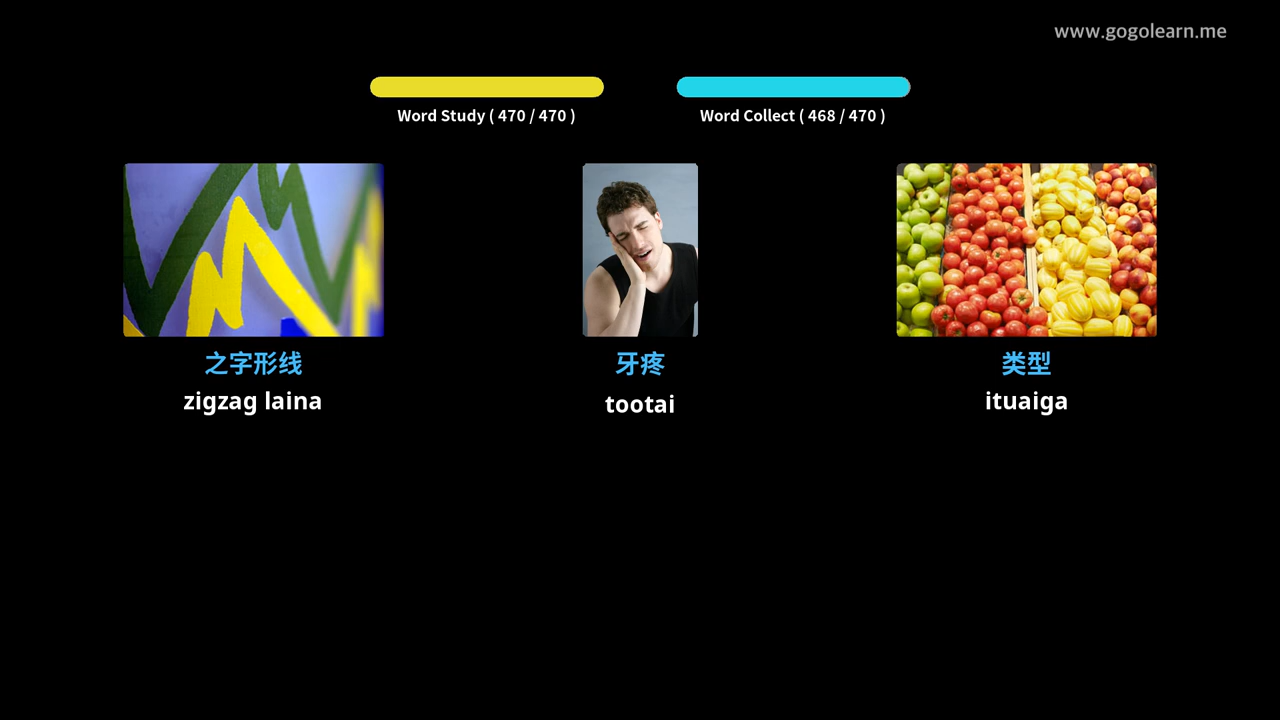 www.gogolearn.me
Word Study ( 470 / 470 )
Word Collect ( 468 / 470 )
之字形线
zigzag laina
牙疼
tootai
类型
ituaiga